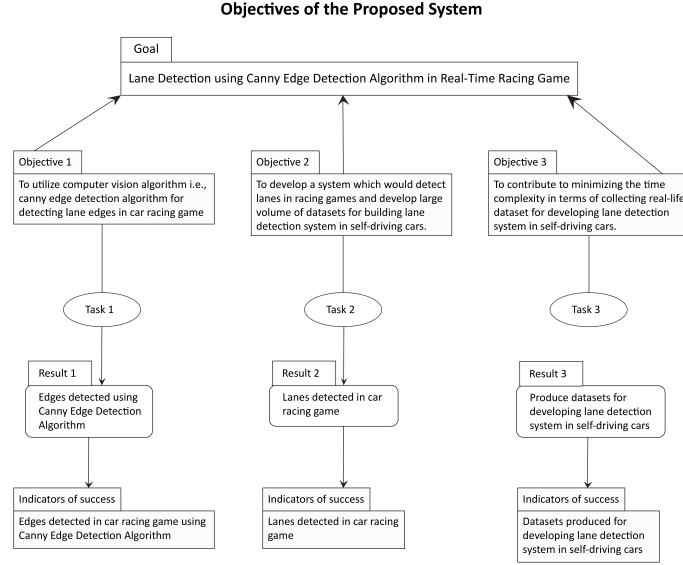 Objectives of the Proposed System
Goal
Lane Detection using Canny Edge Detection Algorithm in Real-Time Racing Game
Objective 1
To utilize computer vision algorithm i.e.,
canny edge detection algorithm for
detecting lane edges in car racing game
Objective 2
To develop a system which would detect
lanes in racing games and develop large
volume of datasets for building lane
detection system in self-driving cars.
Objective 3
To contribute to minimizing the time
complexity in terms of collecting real-life
dataset for developing lane detection
system in self-driving cars.
Task 1
Task 2
Task 3
Result 1
Edges detected using
Canny Edge Detection
Algorithm
Result 2
Lanes detected in car
racing game
Result 3
Produce datasets for
developing lane detection
system in self-driving cars
Indicators of success
Edges detected in car racing game using
Canny Edge Detection Algorithm
Indicators of success
Lanes detected in car racing
game
Indicators of success
Datasets produced for
developing lane detection
system in self-driving cars